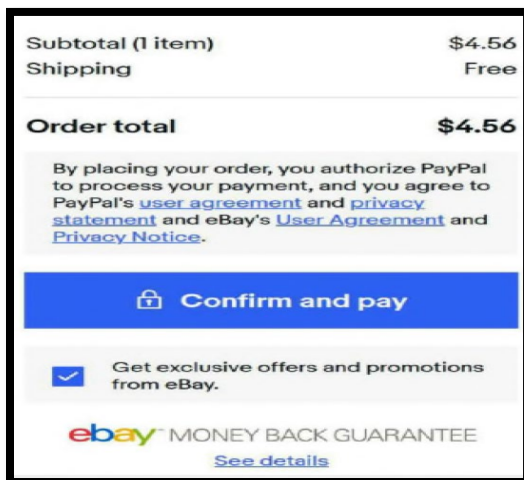 Subtotal (1 item) $4.56
Shipping Free
Order total $4.56
By placing your order, you authorize PayPal
to process your payment, and you agree to
PayPal's user agreement and privacy
statement and eBay's User Agreement and
Privacy Notice.
Confirm and pay
Get exclusive offers and promotions
from eBay.
ebay™ MONEY BACK GUARANTEE
See details